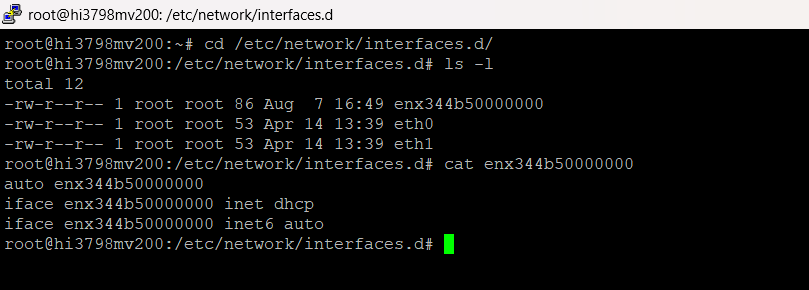 root@hi3798mv200: /etc/network/interfaces.d
root@hi3798mv200:~# cd /etc/network/interfaces.d/
root@hi3798mv200:/etc/network/interfaces.d# ls -l
total 12
-rw-r--r-- 1 root root 86 Aug  7 16:49 enx344b50000000
-rw-r--r-- 1 root root 53 Apr 14 13:39 eth0
-rw-r--r-- 1 root root 53 Apr 14 13:39 eth1
root@hi3798mv200:/etc/network/interfaces.d# cat enx344b50000000
auto enx344b50000000
iface enx344b50000000 inet dhcp
iface enx344b50000000 inet6 auto
root@hi3798mv200:/etc/network/interfaces.d#